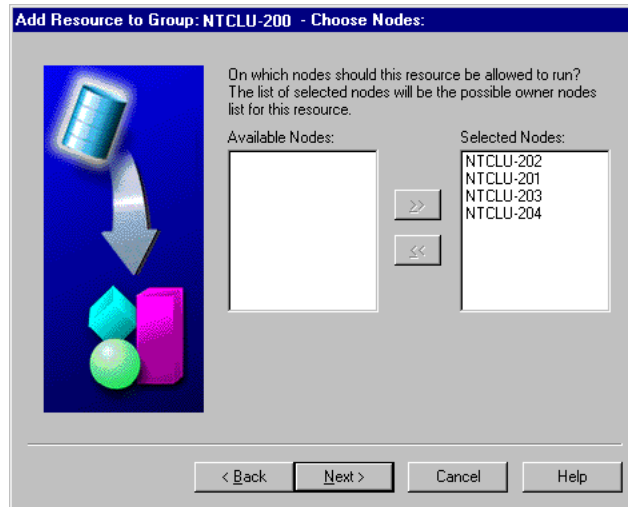 Add Resource to Group: NTCLU-200 - Choose Nodes:
On which nodes should this resource be allowed to run?
The list of selected nodes will be the possible owner nodes
list for this resource.
Available Nodes:
Selected Nodes:
NTCLU-202
NTCLU-201
NTCLU-203
NTCLU-204
>>
<<
< Back
Next >
Cancel
Help